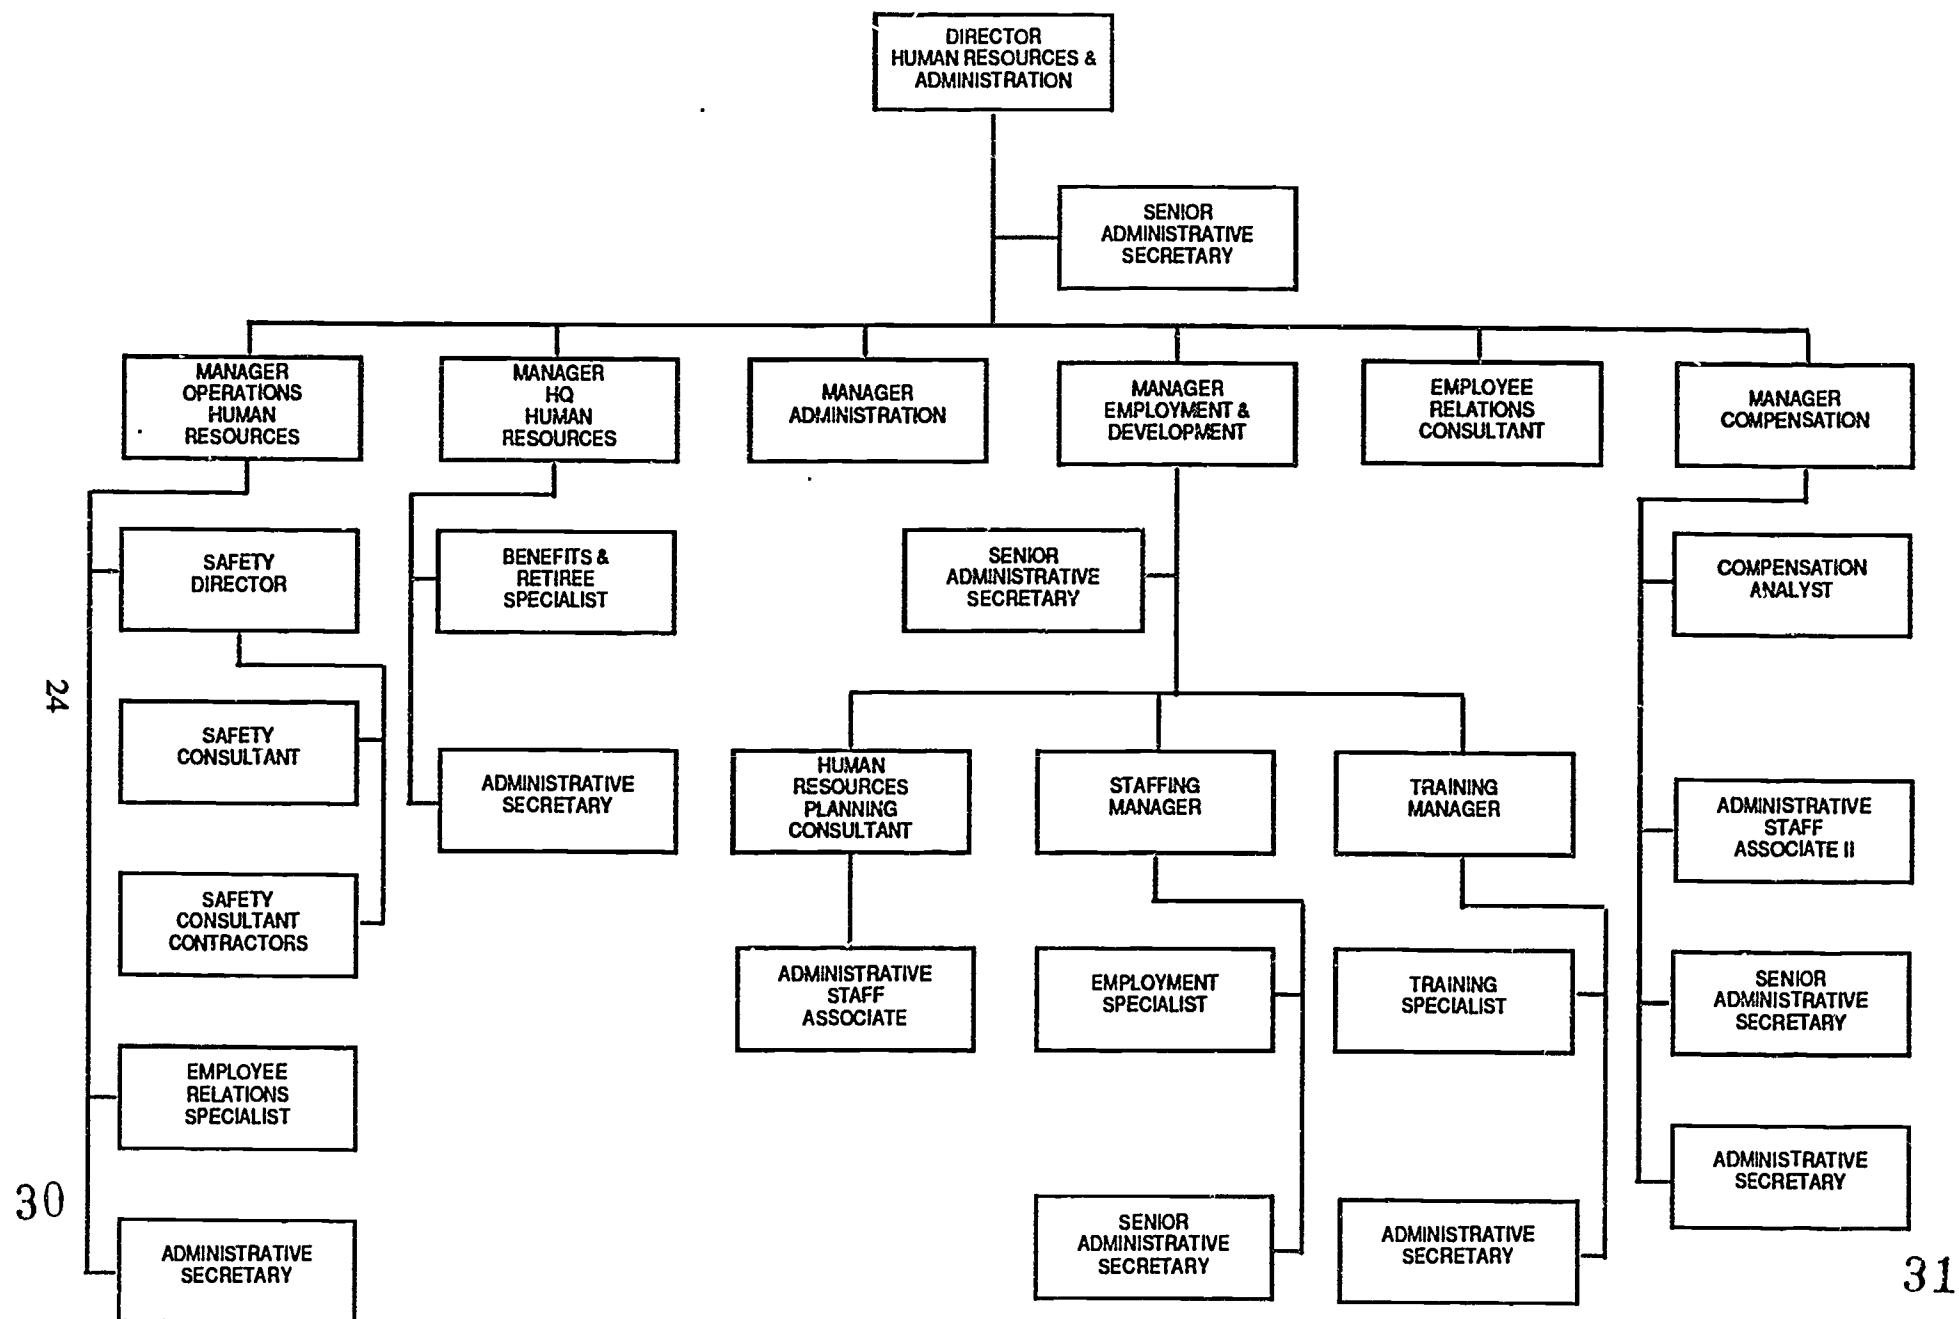 DIRECTOR
HUMAN RESOURCES &
ADMINISTRATION
SENIOR
ADMINISTRATIVE
SECRETARY
MANAGER
OPERATIONS
HUMAN
RESOURCES
MANAGER
HQ
HUMAN
RESOURCES
MANAGER
ADMINISTRATION
MANAGER
EMPLOYMENT &
DEVELOPMENT
EMPLOYEE
RELATIONS
CONSULTANT
MANAGER
COMPENSATION
SAFETY
DIRECTOR
BENEFITS &
RETIREE
SPECIALIST
SENIOR
ADMINISTRATIVE
SECRETARY
COMPENSATION
ANALYST
24
SAFETY
CONSULTANT
ADMINISTRATIVE
SECRETARY
HUMAN
RESOURCES
PLANNING
CONSULTANT
STAFFING
MANAGER
TRAINING
MANAGER
ADMINISTRATIVE
STAFF
ASSOCIATE II
SAFETY
CONSULTANT
CONTRACTORS
ADMINISTRATIVE
STAFF
ASSOCIATE
EMPLOYMENT
SPECIALIST
TRAINING
SPECIALIST
SENIOR
ADMINISTRATIVE
SECRETARY
EMPLOYEE
RELATIONS
SPECIALIST
ADMINISTRATIVE
SECRETARY
30
ADMINISTRATIVE
SECRETARY
SENIOR
ADMINISTRATIVE
SECRETARY
ADMINISTRATIVE
SECRETARY
31